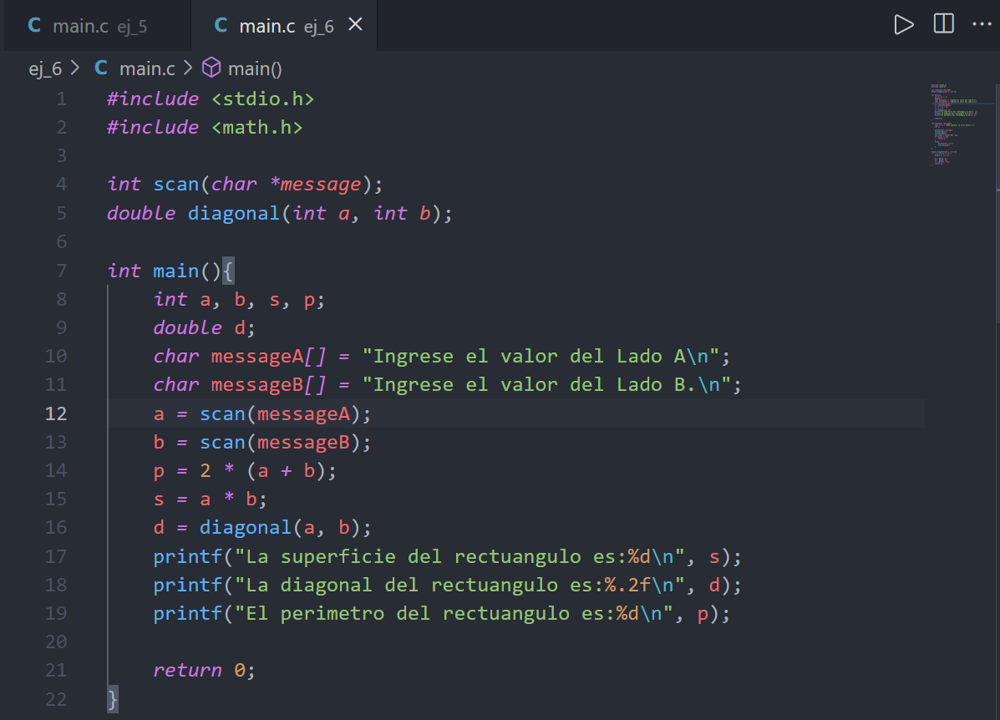 C main.c ej_5 C main.c ej_6
ej_6 > C main.c > main()
1 #include <stdio.h>
2 #include <math.h>
3
4 int scan(char *message);
5 double diagonal(int a, int b);
6
7 int main(){
8     int a, b, s, p;
9     double d;
10     char messageA[] = "Ingrese el valor del Lado A\n";
11     char messageB[] = "Ingrese el valor del Lado B.\n";
12     a = scan(messageA);
13     b = scan(messageB);
14     p = 2 * (a + b);
15     s = a * b;
16     d = diagonal(a, b);
17     printf("La superficie del rectuangulo es:%d\n", s);
18     printf("La diagonal del rectuangulo es:%.2f\n", d);
19     printf("El perimetro del rectuangulo es:%d\n", p);
20
21     return 0;
22 }